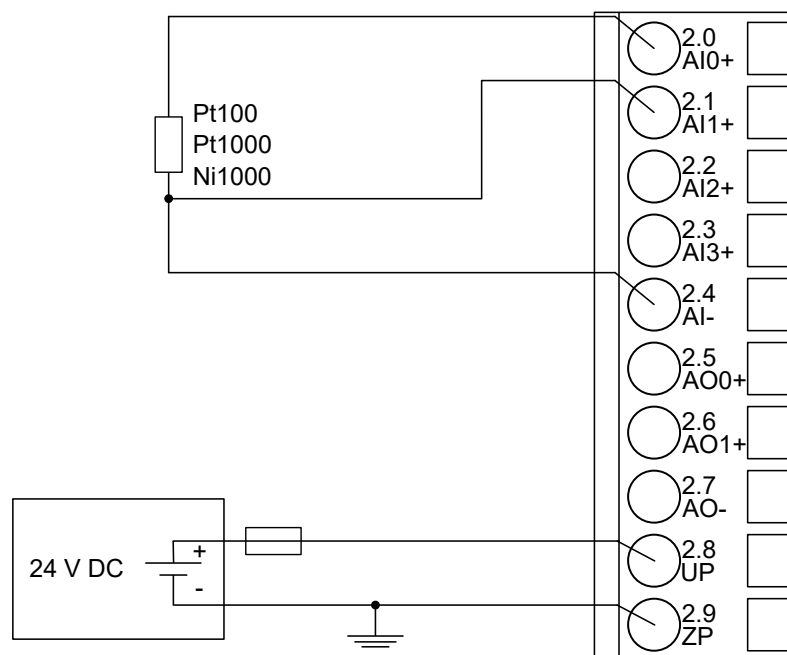 2.0
AI0+
2.1
AI1+
Pt100
Pt1000
Ni1000
2.2
AI2+
2.3
AI3+
2.4
AI-
2.5
AO0+
2.6
AO1+
2.7
AO-
24 V DC
+
-
2.8
UP
2.9
ZP